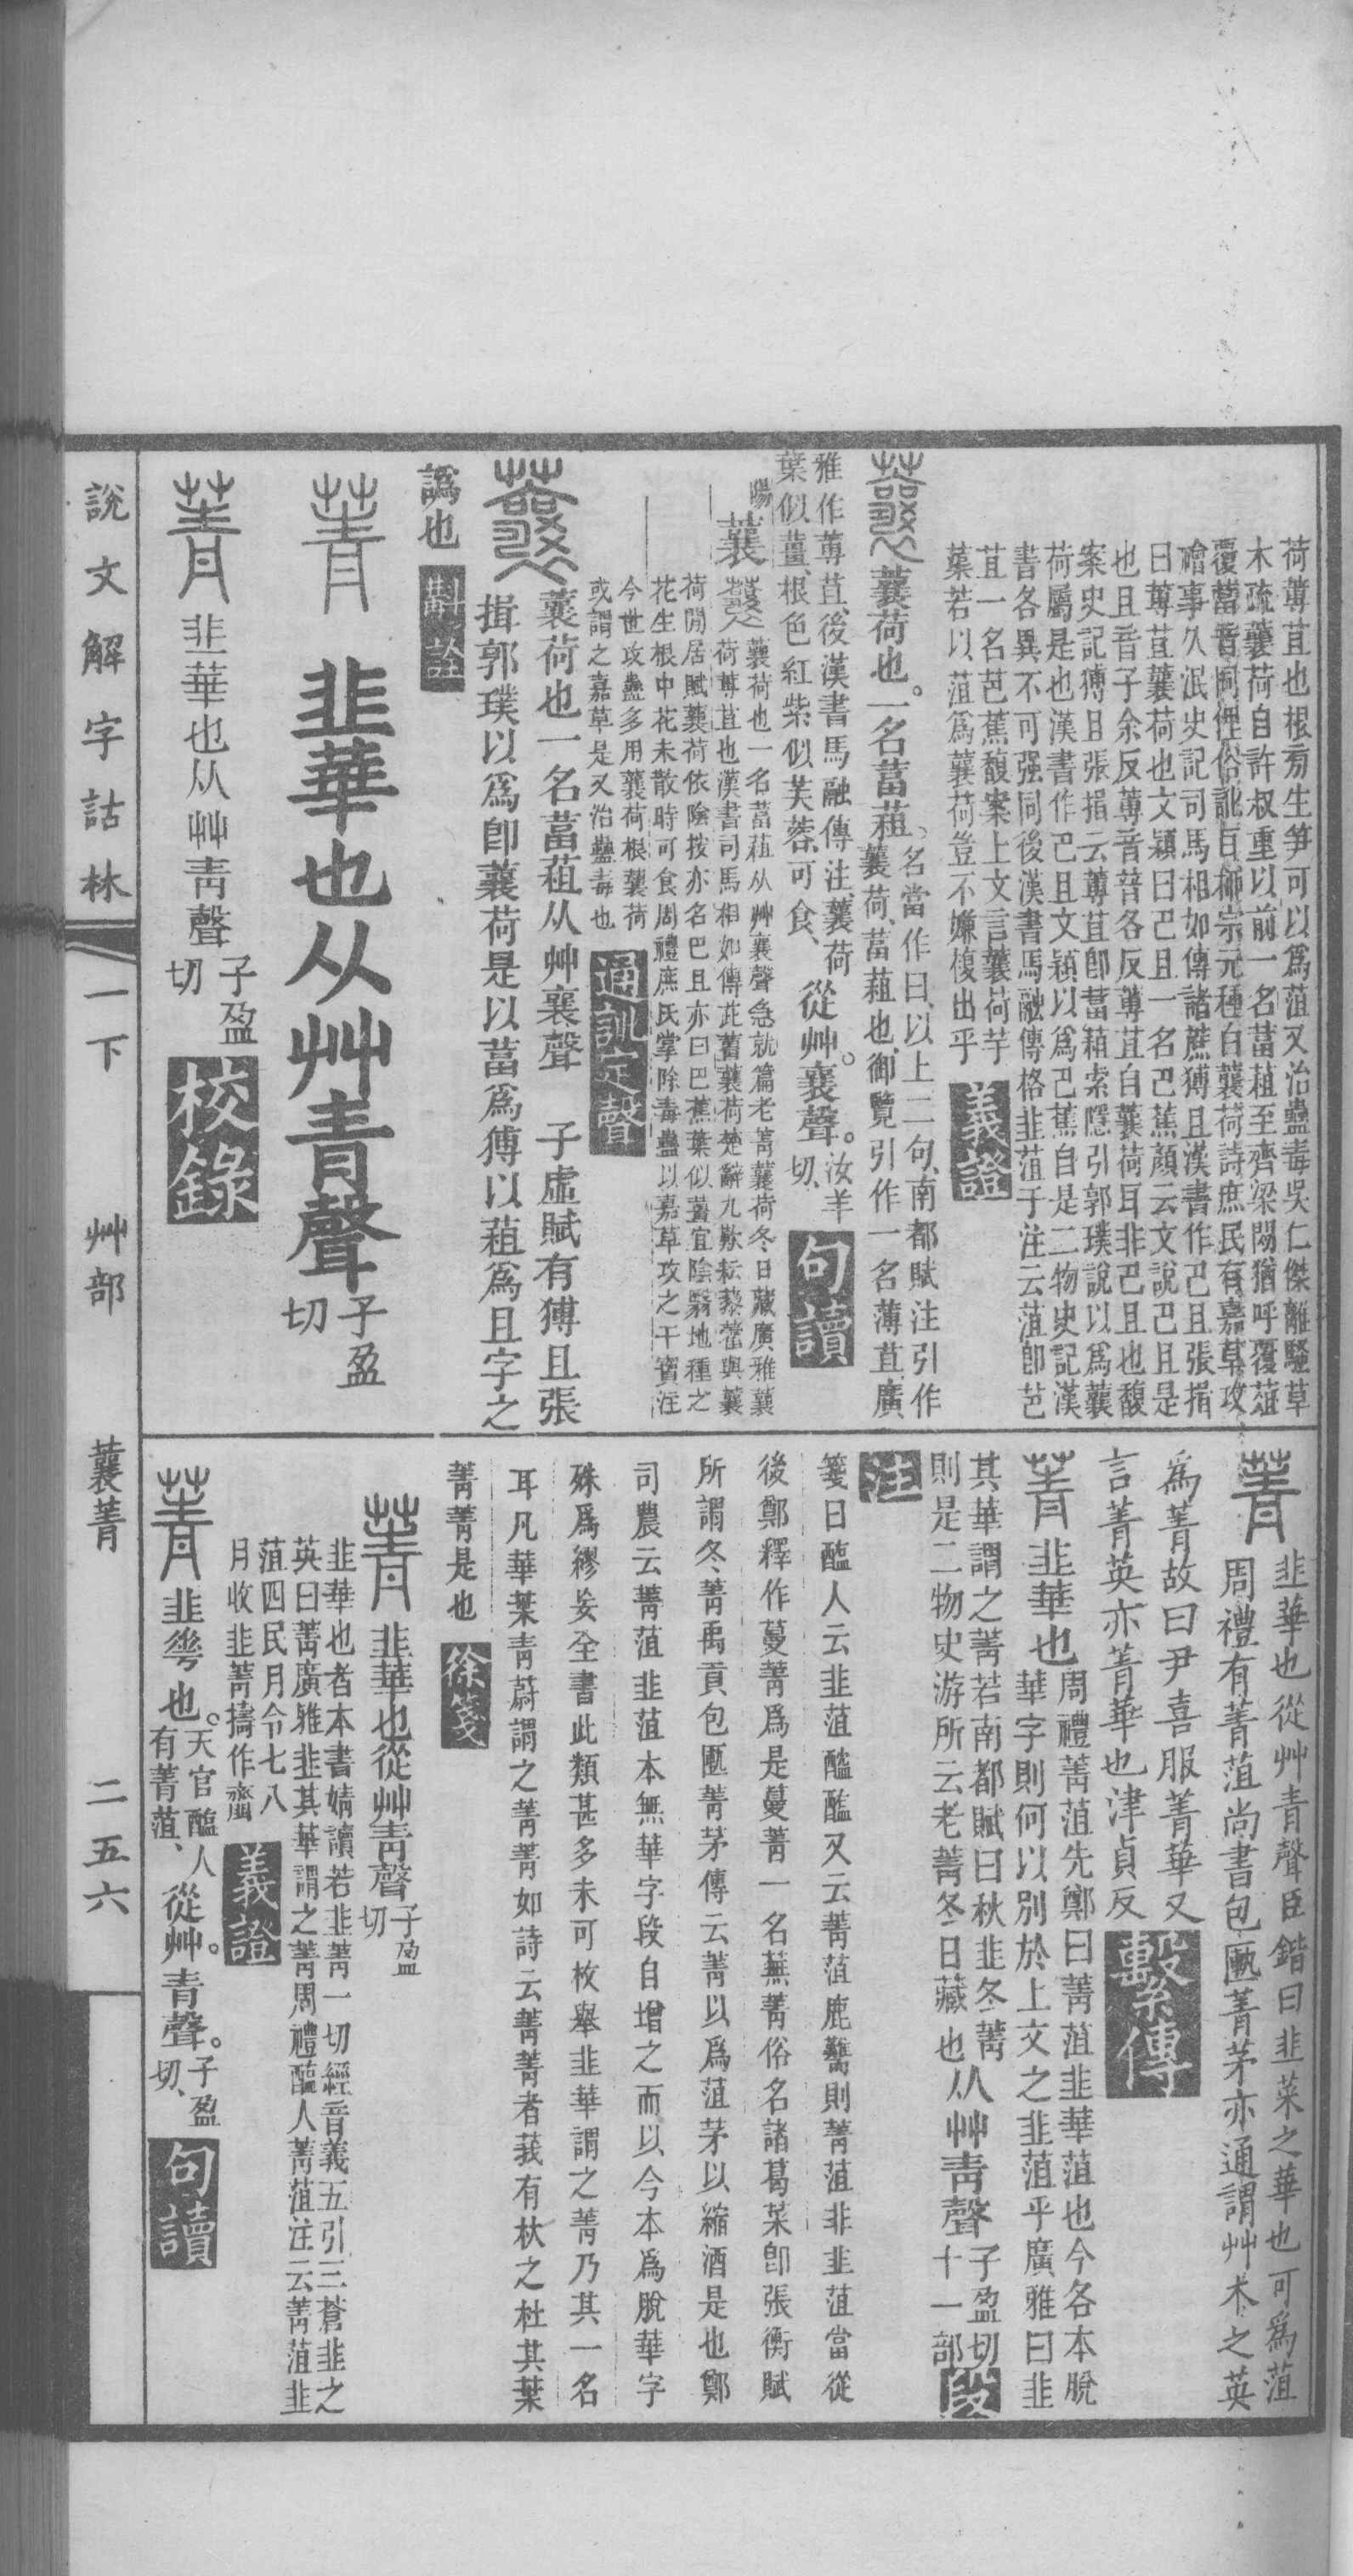 荷蓴苴也根旁生笋可以爲菹又治蠱毒吳仁傑離騷草
木疏蘘荷自許叔重以前一名葍蒩至齊梁閒猶呼覆葅
覆葍音同俚俗訛耳桺宗元種白蘘荷詩庶民有嘉草攻
禬事久泯史記司馬相如傳諸蔗猼且漢書作巴且張揖
曰蓴苴蘘荷也文穎曰巴且一名巴蕉顏云文說巴且是
也且音子余反蓴音普各反蓴苴自蘘荷耳非巴且也馥
案史記猼且張揖云蓴苴卽葍蒩索隱引郭璞說以爲蘘
荷屬是也漢書作巴且文穎以爲巴蕉自是二物史記漢
書各異不可强同後漢書馬融傳格韭菹于注云菹卽芭
苴一名芭蕉馥案上文言蘘荷芋
葉若以菹爲蘘荷豈不嫌複出乎 義證
蘘荷也。一名葍蒩、名當作曰、以上二句、南都賦注引作
蘘荷、葍蒩也、御覽引作一名薄苴、廣
雅作蓴苴、後漢書馬融傳注、蘘荷
葉似薑、根色紅紫、似芙蓉、可食、從艸。襄聲。汝羊
切、 句讀
陽 蘘 蘘荷也一名葍蒩从艸襄聲急就篇老菁蘘荷冬日藏廣雅蘘
荷蓴苴也漢書司馬相如傳茈薑蘘荷楚辭九歎耘藜藿與蘘
荷閒居賦蘘荷依陰按亦名巴且亦曰巴蕉葉似薑宜陰翳地種之
花生根中花未散時可食周禮庶氏掌除毒蠱以嘉草攻之干寶注
今世攻蠱多用蘘荷根蘘荷
或謂之嘉草是又治蠱毒也 通訓定聲
蘘荷也一名葍蒩从艸襄聲 子虛賦有猼且張
揖郭璞以爲卽蘘荷是以葍爲猼以蒩爲且字之
譌也 斠詮
菁 韭華也从艸青聲 子盈
切
韭華也从艸青聲 子盈
切 校錄
韭華也從艸青聲臣鍇曰韭菜之華也可爲菹
周禮有菁菹尚書包匭菁茅亦通謂艸木之英
爲菁故曰尹喜服菁華又
言菁英亦菁華也津貞反 繫傳
韭華也 周禮菁菹先鄭曰菁菹韭華菹也今各本脫
華字則何以別於上文之韭菹乎廣雅曰韭
其華謂之菁若南都賦曰秋韭冬菁
則是二物史游所云老菁冬日藏也 从艸青聲 子盈切
十一部 段
注
箋曰醢人云韭菹醓醢又云菁菹鹿臡則菁菹非韭菹當從
後鄭釋作蔓菁爲是蔓菁一名蕪菁俗名諸葛菜卽張衡賦
所謂冬菁禹貢包匭菁茅傳云菁以爲菹茅以縮酒是也鄭
司農云菁菹韭菹本無華字段自增之而以今本爲脫華字
殊爲繆妄全書此類甚多未可枚舉韭華謂之菁乃其一名
耳凡華葉青蔚謂之菁菁如詩云菁菁者莪有杕之杜其葉
菁菁是也 徐箋
韭華也從艸青聲 子盈
切
韭華也者本書婧讀若韭菁一切經音義五引三蒼韭之
英曰菁廣雅韭其華謂之菁周禮醢人菁菹注云菁菹韭
菹四民月令七八
月收韭菁擣作齏 義證
韭𠌶也。天官醢人
有菁菹、 從艸。青聲。子盈
切、 句讀
說文解字詁林 一下 艸部 蘘菁 二五六